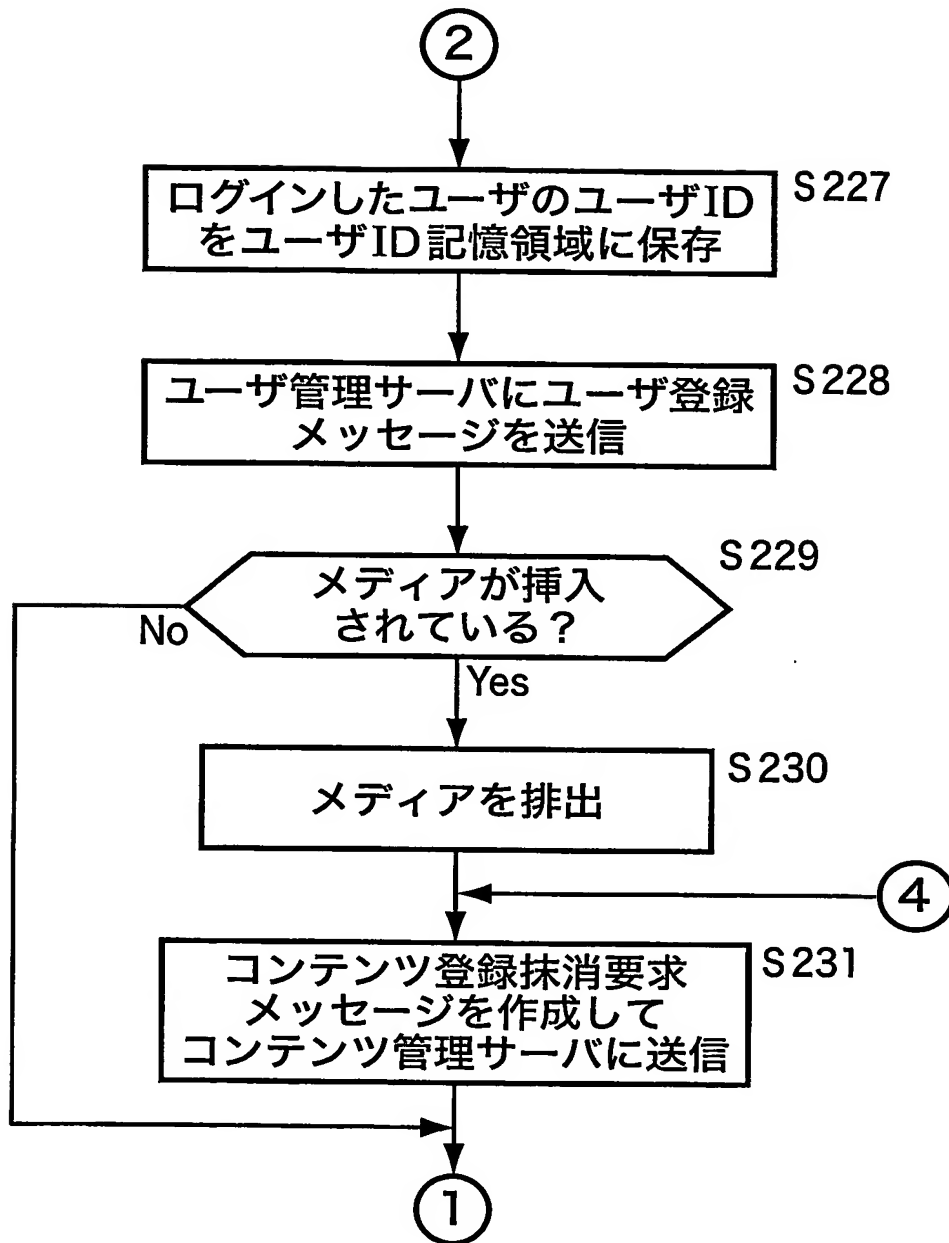 2
ログインしたユーザのユーザID
をユーザID記憶領域に保存
S227
ユーザ管理サーバにユーザ登録
メッセージを送信
S228
メディアが挿入
されている？
S229
No
Yes
メディアを排出
S230
4
コンテンツ登録抹消要求
メッセージを作成して
コンテンツ管理サーバに送信
S231
1